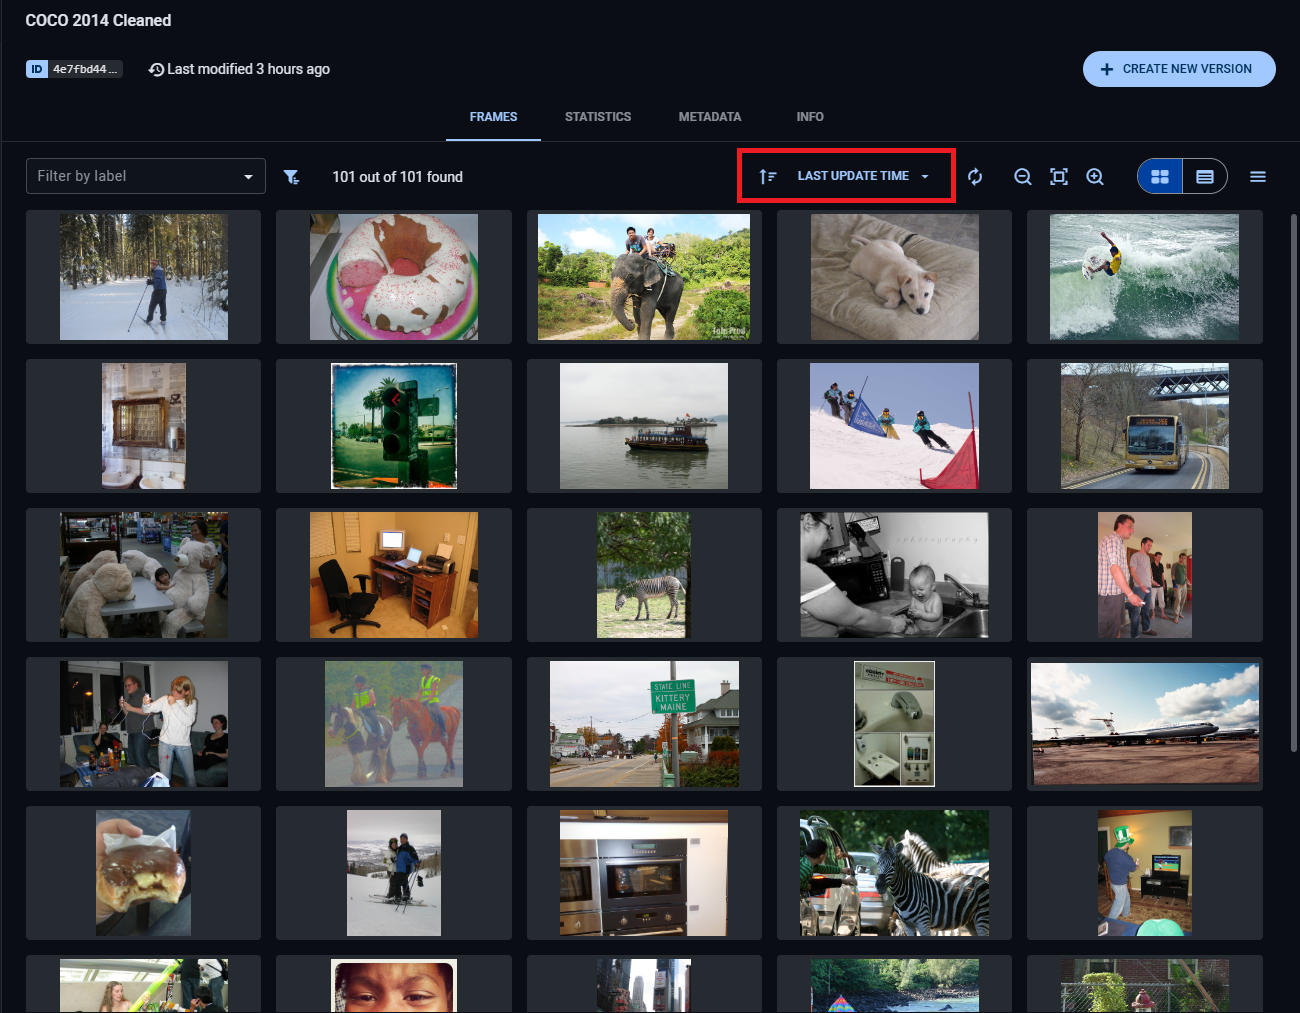 COCO 2014 Cleaned
ID 4e7fbd44...
Last modified 3 hours ago
CREATE NEW VERSION
FRAMES
STATISTICS
METADATA
INFO
Filter by label
101 out of 101 found
LAST UPDATE TIME
STATE LINE
KITTERY
MAINE